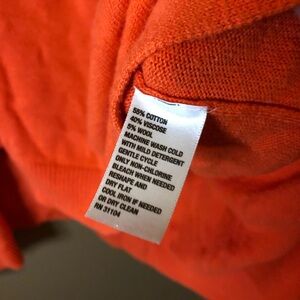 55% COTTON
40% VISCOSE
5% WOOL
MACHINE WASH COLD
WITH MILD DETERGENT
GENTLE CYCLE
ONLY NON-CHLORINE
BLEACH WHEN NEEDED
RESHAPE AND
DRY FLAT
COOL IRON IF NEEDED
OR DRY CLEAN
RN 31104